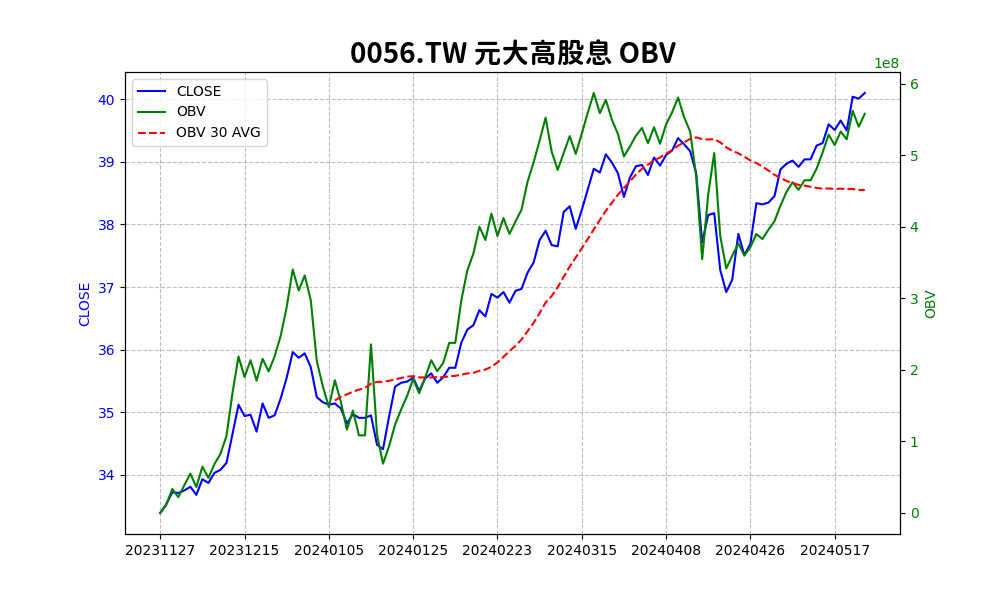 0056.TW 元大高股息 OBV
1e8
CLOSE
OBV
OBV 30 AVG
40
39
38
37
36
35
34
CLOSE
6
5
4
3
2
1
0
OBV
20231127 20231215 20240105 20240125 20240223 20240315 20240408 20240426 20240517